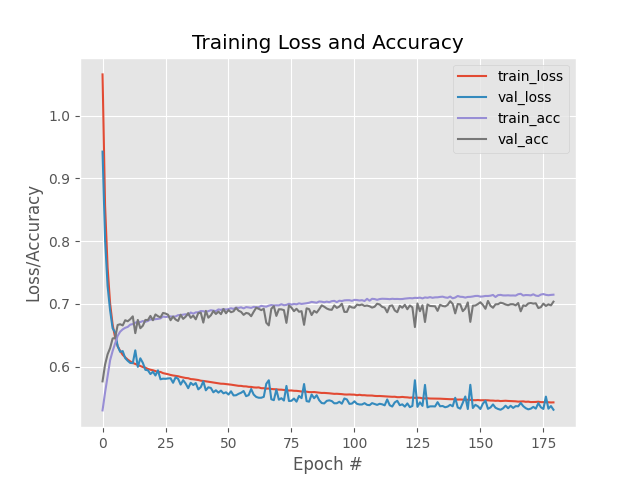 Training Loss and Accuracy
train_loss
val_loss
train_acc
val_acc
Loss/Accuracy
1.0
0.9
0.8
0.7
0.6
0 25 50 75 100 125 150 175
Epoch #